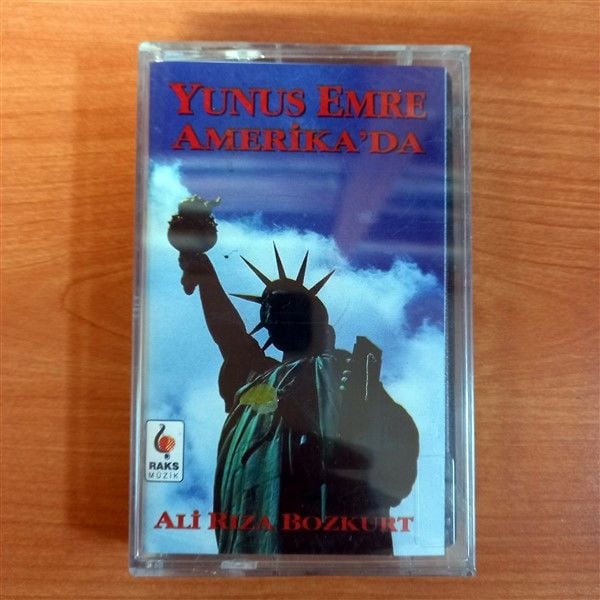 YUNUS EMRE
AMERİKA'DA
RAKS
MÜZİK
ALİ RIZA BOZKURT